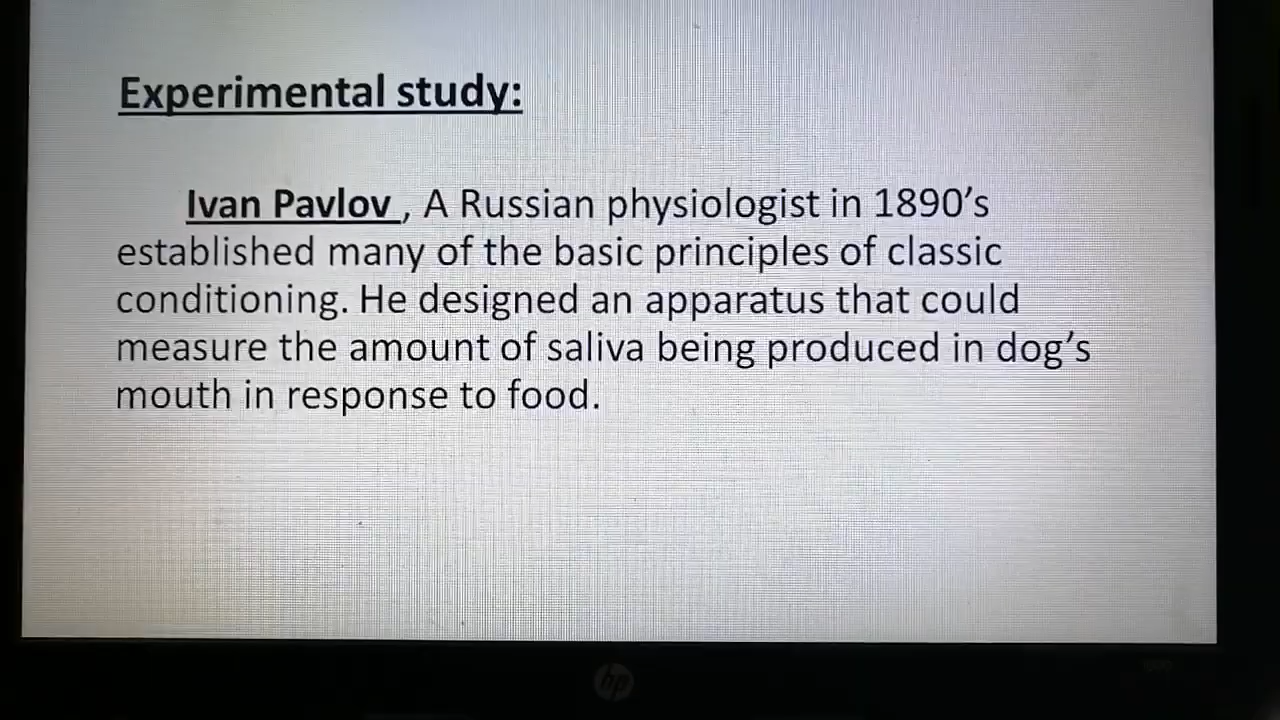 Experimental study:
Ivan Pavlov , A Russian physiologist in 1890’s
established many of the basic principles of classic
conditioning. He designed an apparatus that could
measure the amount of saliva being produced in dog’s
mouth in response to food.
hp